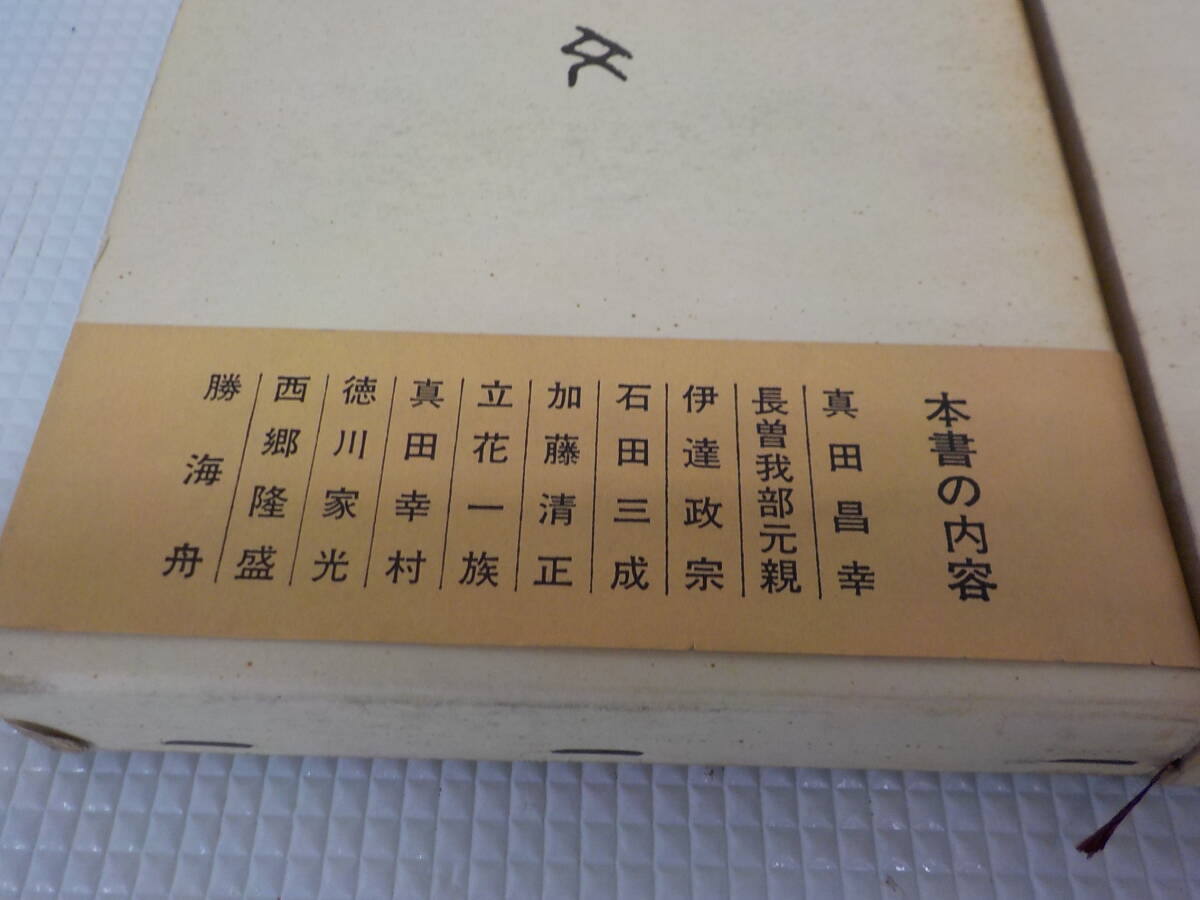 本書の内容
真田昌幸
長曽我部元親
伊達政宗
石田三成
加藤清正
立花一族
真田幸村
徳川家光
西郷隆盛
勝海舟